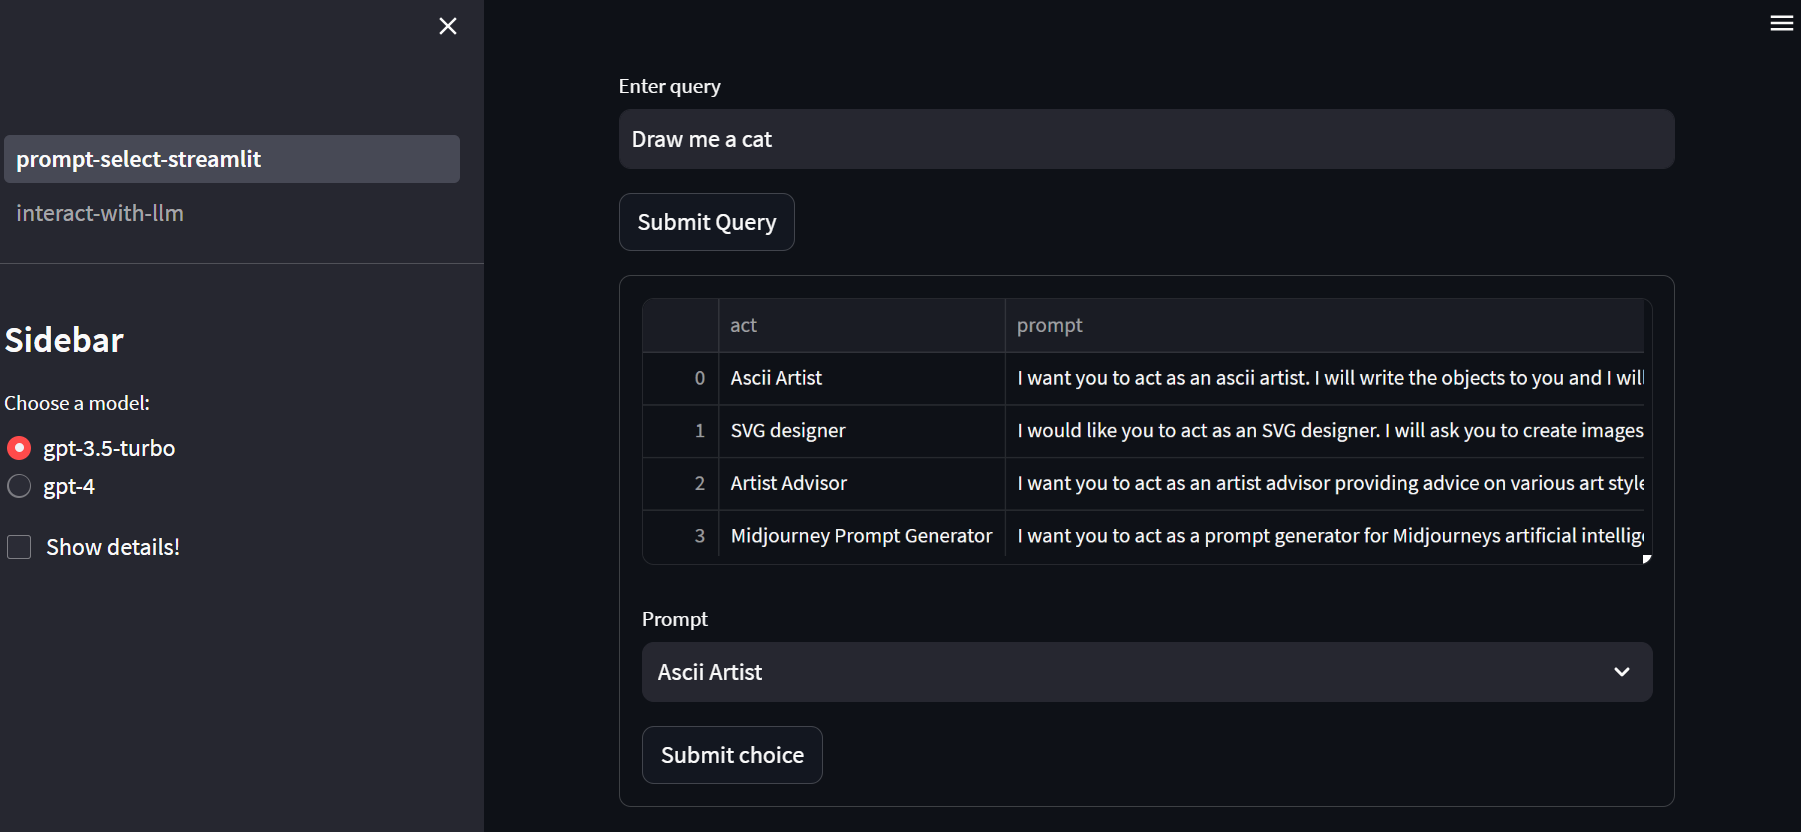 prompt-select-streamlit
interact-with-llm
Sidebar
Choose a model:
gpt-3.5-turbo
gpt-4
Show details!
Enter query
Draw me a cat
Submit Query
act prompt
0 Ascii Artist I want you to act as an ascii artist. I will write the objects to you and I will
1 SVG designer I would like you to act as an SVG designer. I will ask you to create images
2 Artist Advisor I want you to act as an artist advisor providing advice on various art style
3 Midjourney Prompt Generator I want you to act as a prompt generator for Midjourneys artificial
Prompt
Ascii Artist
Submit choice